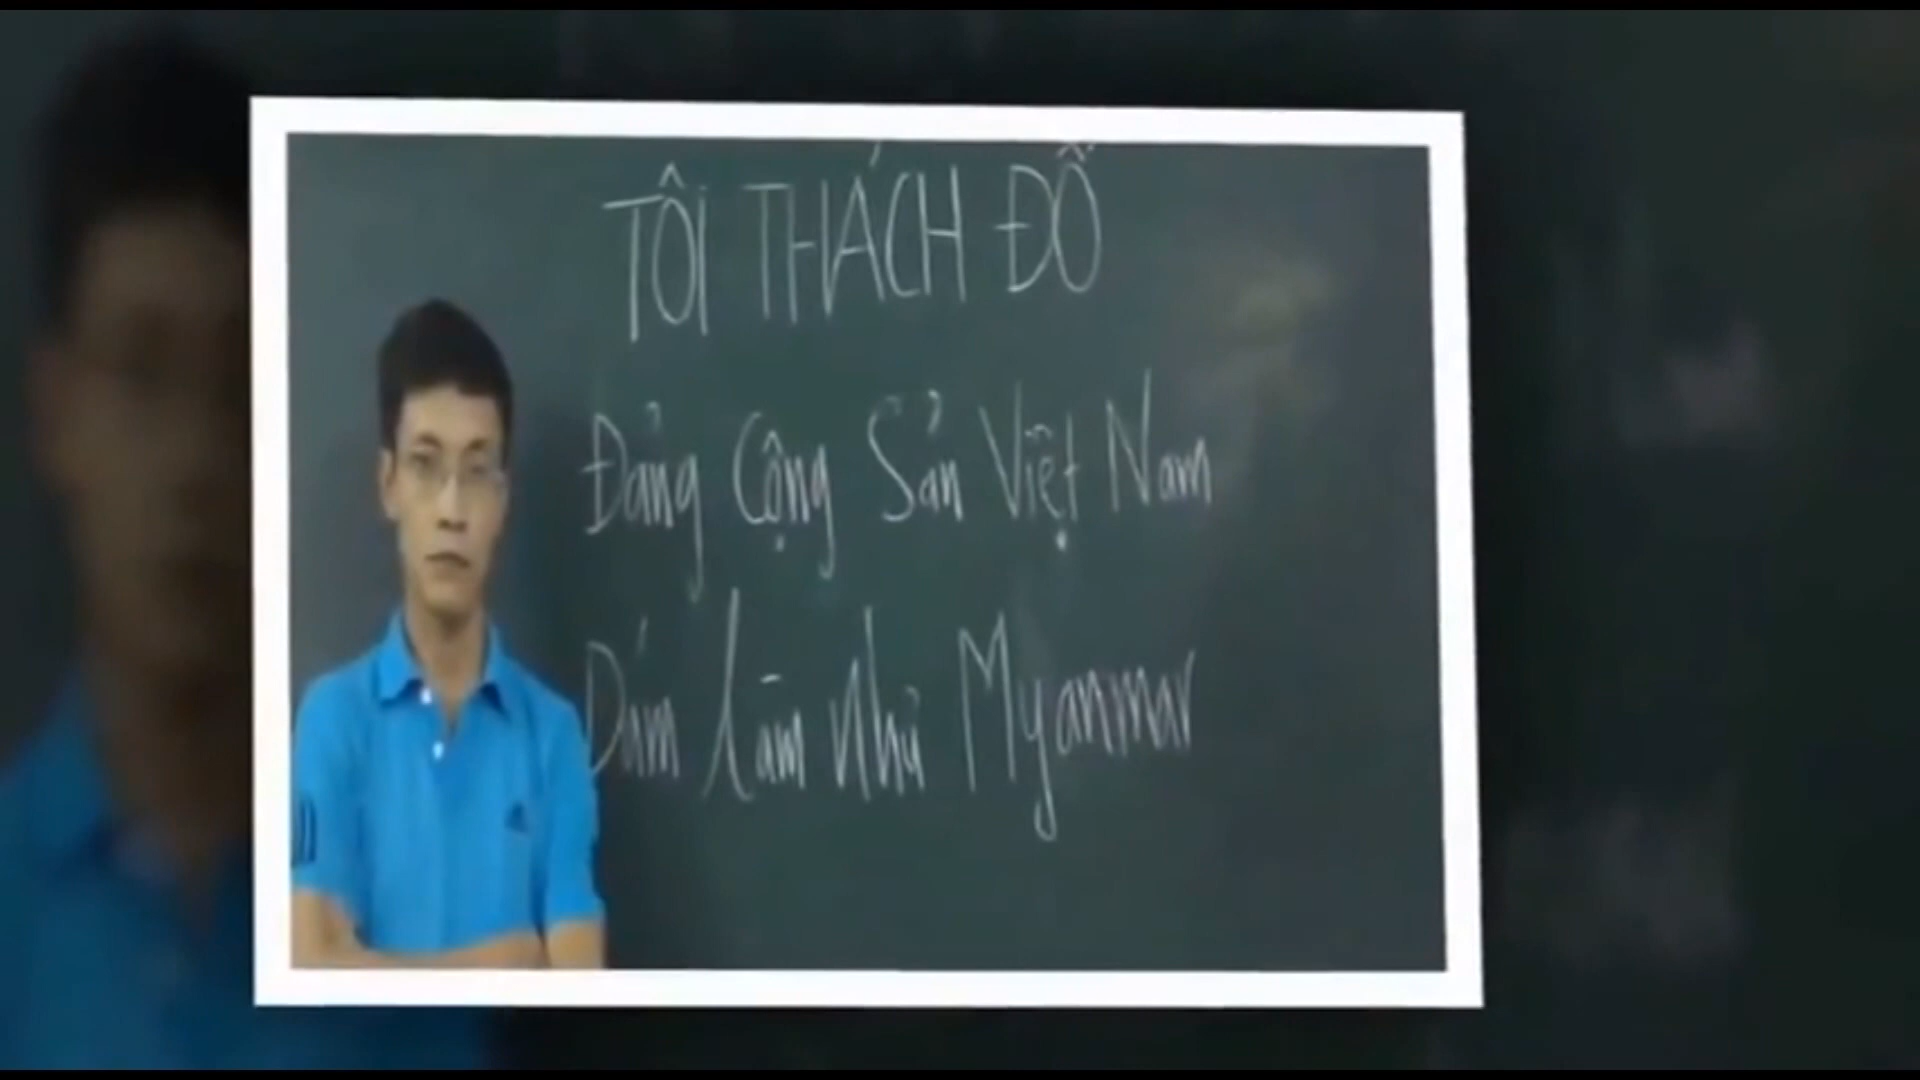 TÔI THÁCH ĐỐ
Đảng Cộng Sản Việt Nam
Dám làm như Myanmar